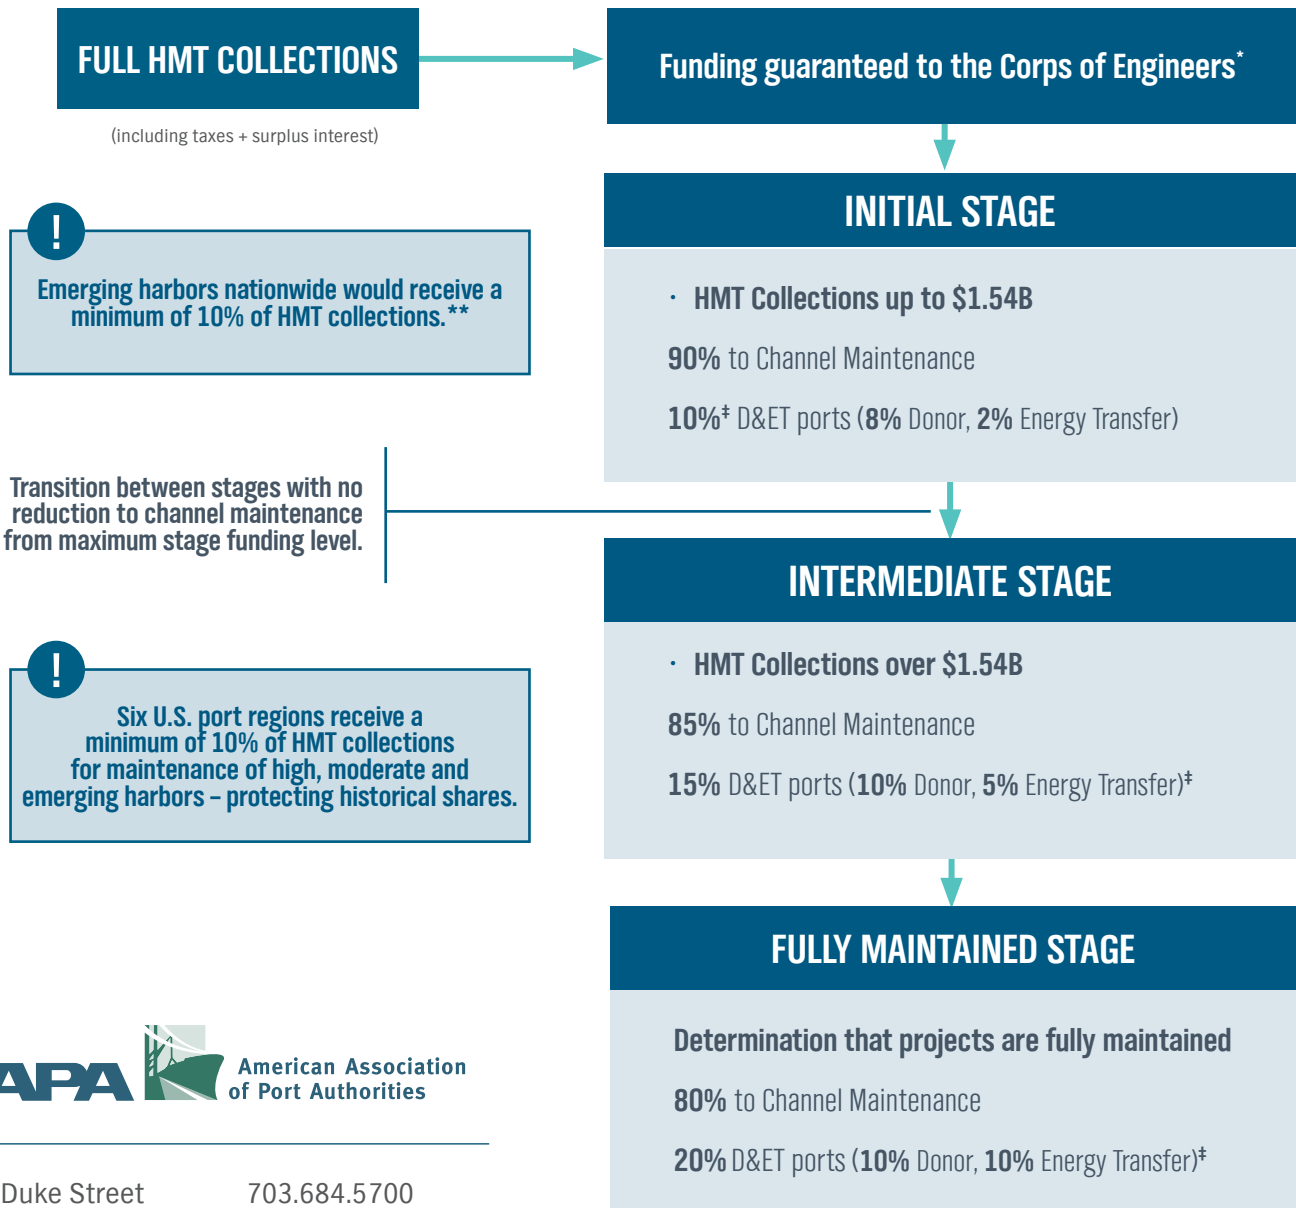 FULL HMT COLLECTIONS
(including taxes + surplus interest)
Funding guaranteed to the Corps of Engineers*
!
Emerging harbors nationwide would receive a
minimum of 10% of HMT collections.**
INITIAL STAGE
· HMT Collections up to $1.54B
90% to Channel Maintenance
10%‡ D&ET ports (8% Donor, 2% Energy Transfer)
Transition between stages with no
reduction to channel maintenance
from maximum stage funding level.
INTERMEDIATE STAGE
· HMT Collections over $1.54B
85% to Channel Maintenance
15% D&ET ports (10% Donor, 5% Energy Transfer)‡
!
Six U.S. port regions receive a
minimum of 10% of HMT collections
for maintenance of high, moderate and
emerging harbors – protecting historical shares.
FULLY MAINTAINED STAGE
Determination that projects are fully maintained
80% to Channel Maintenance
20% D&ET ports (10% Donor, 10% Energy Transfer)‡
APA
American Association
of Port Authorities
Duke Street
703.684.5700